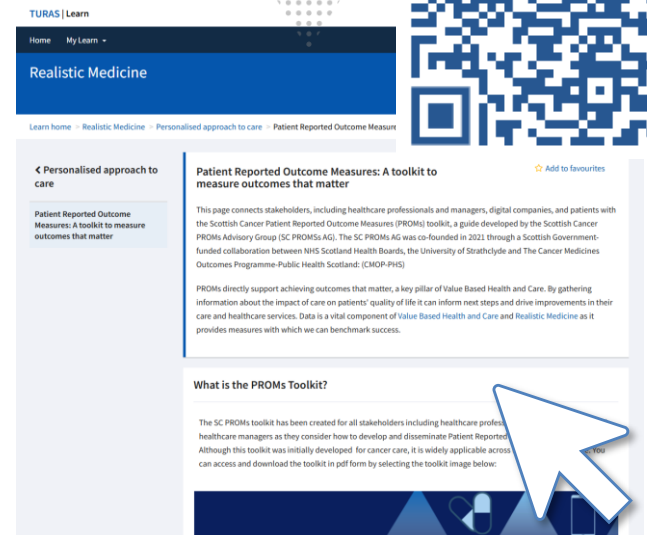 TURAS | Learn
Home My Learn
Realistic Medicine
Learn home > Realistic Medicine > Personalised approach to care > Patient Reported Outcome Measure
Personalised approach to
care
Patient Reported Outcome
Measures: A toolkit to measure
outcomes that matter
Patient Reported Outcome Measures: A toolkit to
measure outcomes that matter
Add to favourites
This page connects stakeholders, including healthcare professionals and managers, digital companies, and patients with
the Scottish Cancer Patient Reported Outcome Measures (PROMs) toolkit, a guide developed by the Scottish Cancer
PROMs Advisory Group (SC PROMSs AG). The SC PROMs AG was co-founded in 2021 through a Scottish Government-
funded collaboration between NHS Scotland Health Boards, the University of Strathclyde and The Cancer Medicines
Outcomes Programme-Public Health Scotland: (CMOP-PHS)
PROMs directly support achieving outcomes that matter, a key pillar of Value Based Health and Care. By gathering
information about the impact of care on patients' quality of life it can inform next steps and drive improvements in their
care and healthcare services. Data is a vital component of Value Based Health and Care and Realistic Medicine as it
provides measures with which we can benchmark success.
What is the PROMs Toolkit?
The SC PROMs toolkit has been created for all stakeholders including healthcare
healthcare managers as they consider how to develop and disseminate Patient Reported
Although this toolkit was initially developed for cancer care, it is widely applicable across You
can access and download the toolkit in pdf form by selecting the toolkit image below: